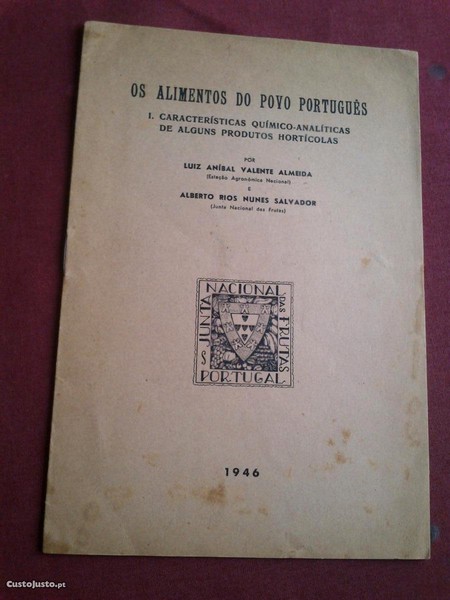 OS ALIMENTOS DO POVO PORTUGUÊS
I. CARACTERÍSTICAS QUÍMICO-ANALÍTICAS
DE ALGUNS PRODUTOS HORTÍCOLAS
POR
LUIZ ANÍBAL VALENTE ALMEIDA
(Estação Agronómica Nacional)
E
ALBERTO RIOS NUNES SALVADOR
(Junta Nacional das Frutas)
JUNTA
NACIONAL
DAS FRUTAS
PORTUGAL
1946
CustoJusto.pt